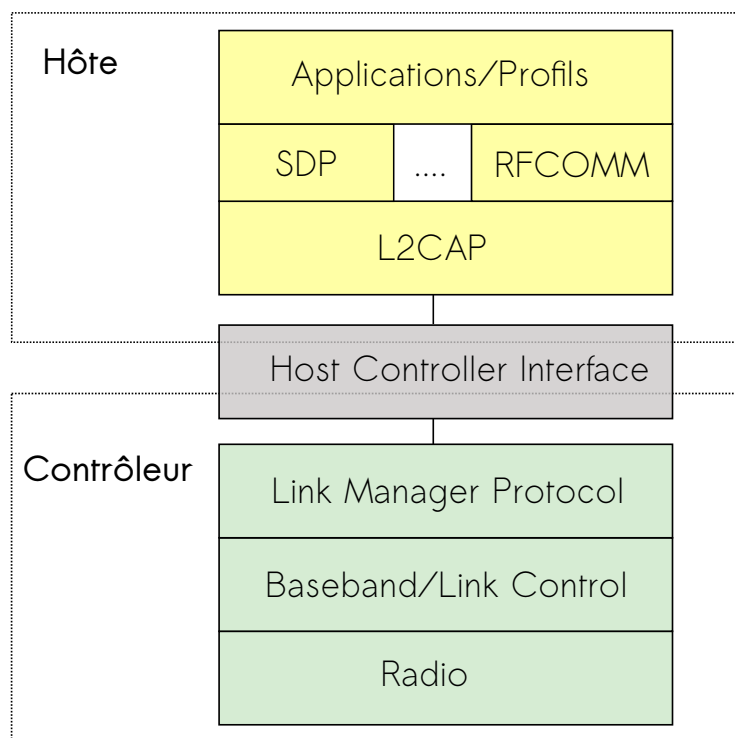 Hôte
Applications/Profils
SDP .... RFCOMM
L2CAP
Host Controller Interface
Contrôleur
Link Manager Protocol
Baseband/Link Control
Radio